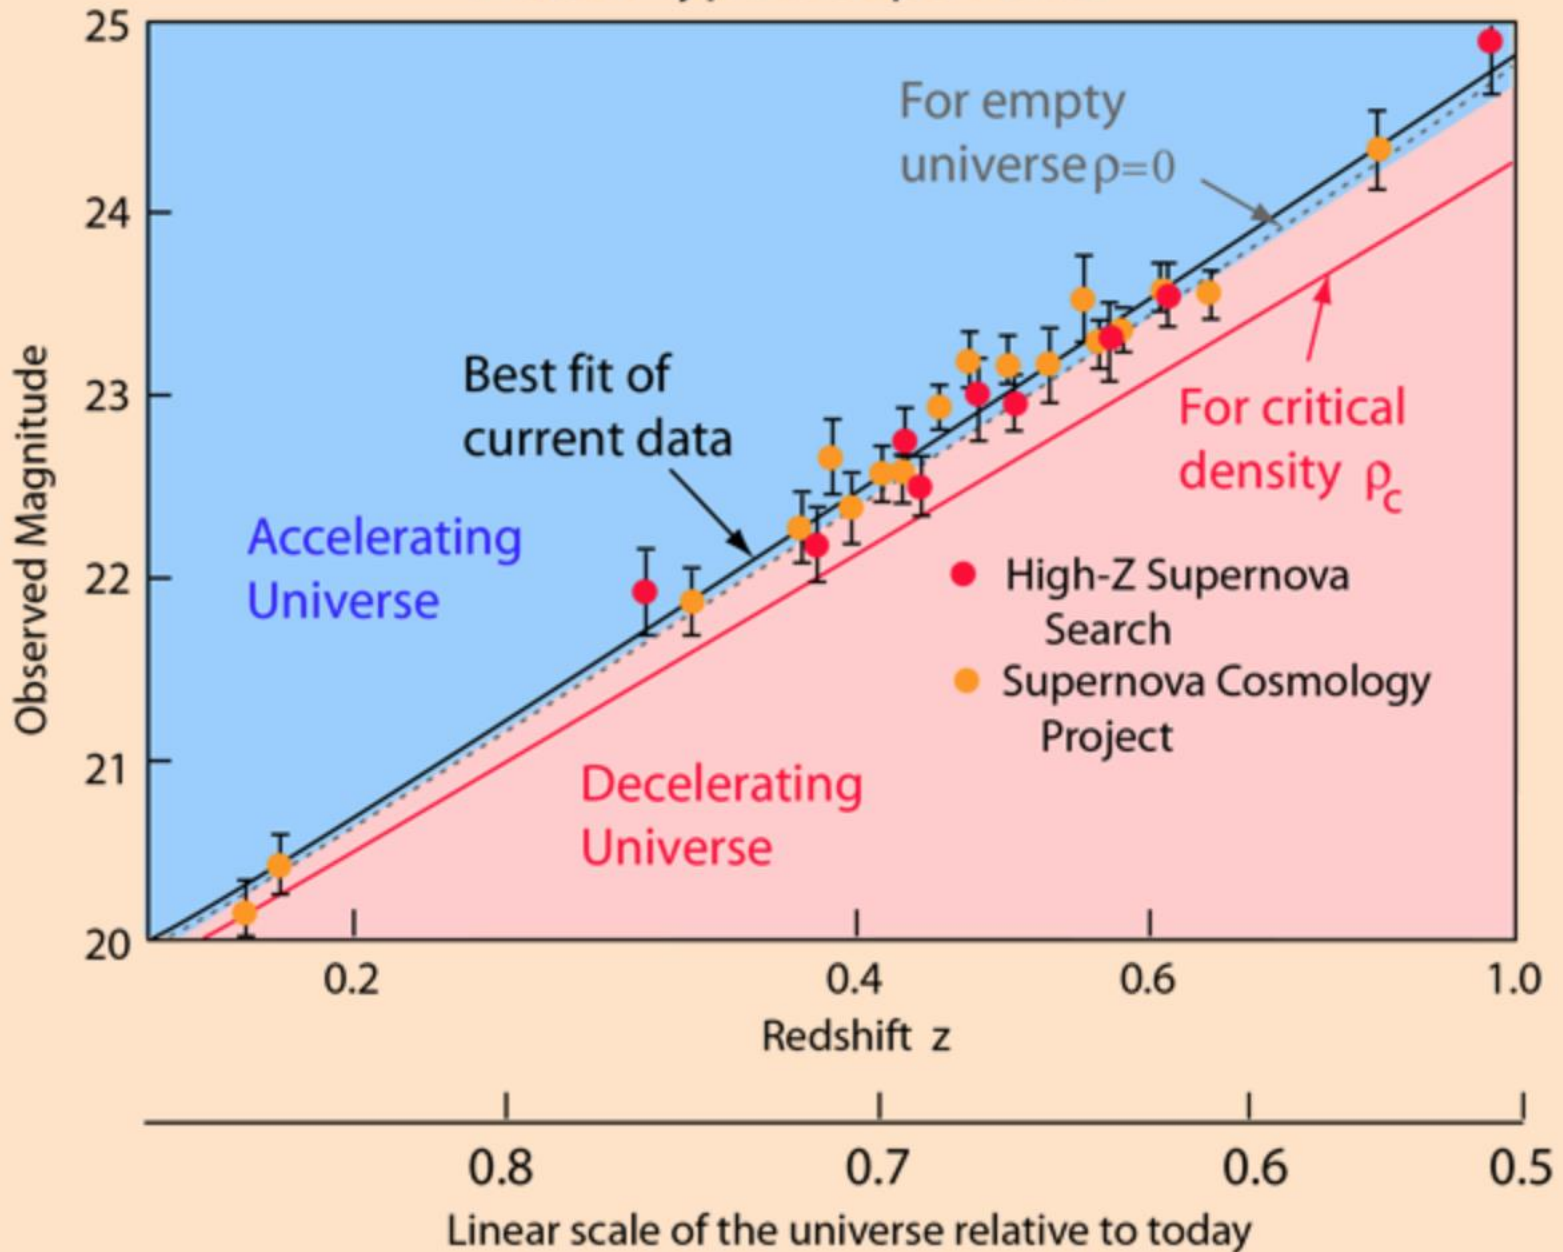 25
24
23
22
21
20
Observed Magnitude
For empty
universe ρ=0
Best fit of
current data
Accelerating
Universe
For critical
density ρc
High-Z Supernova
Search
Supernova Cosmology
Project
Decelerating
Universe
0.2 0.4 0.6 1.0
Redshift z
0.8 0.7 0.6 0.5
Linear scale of the universe relative to today